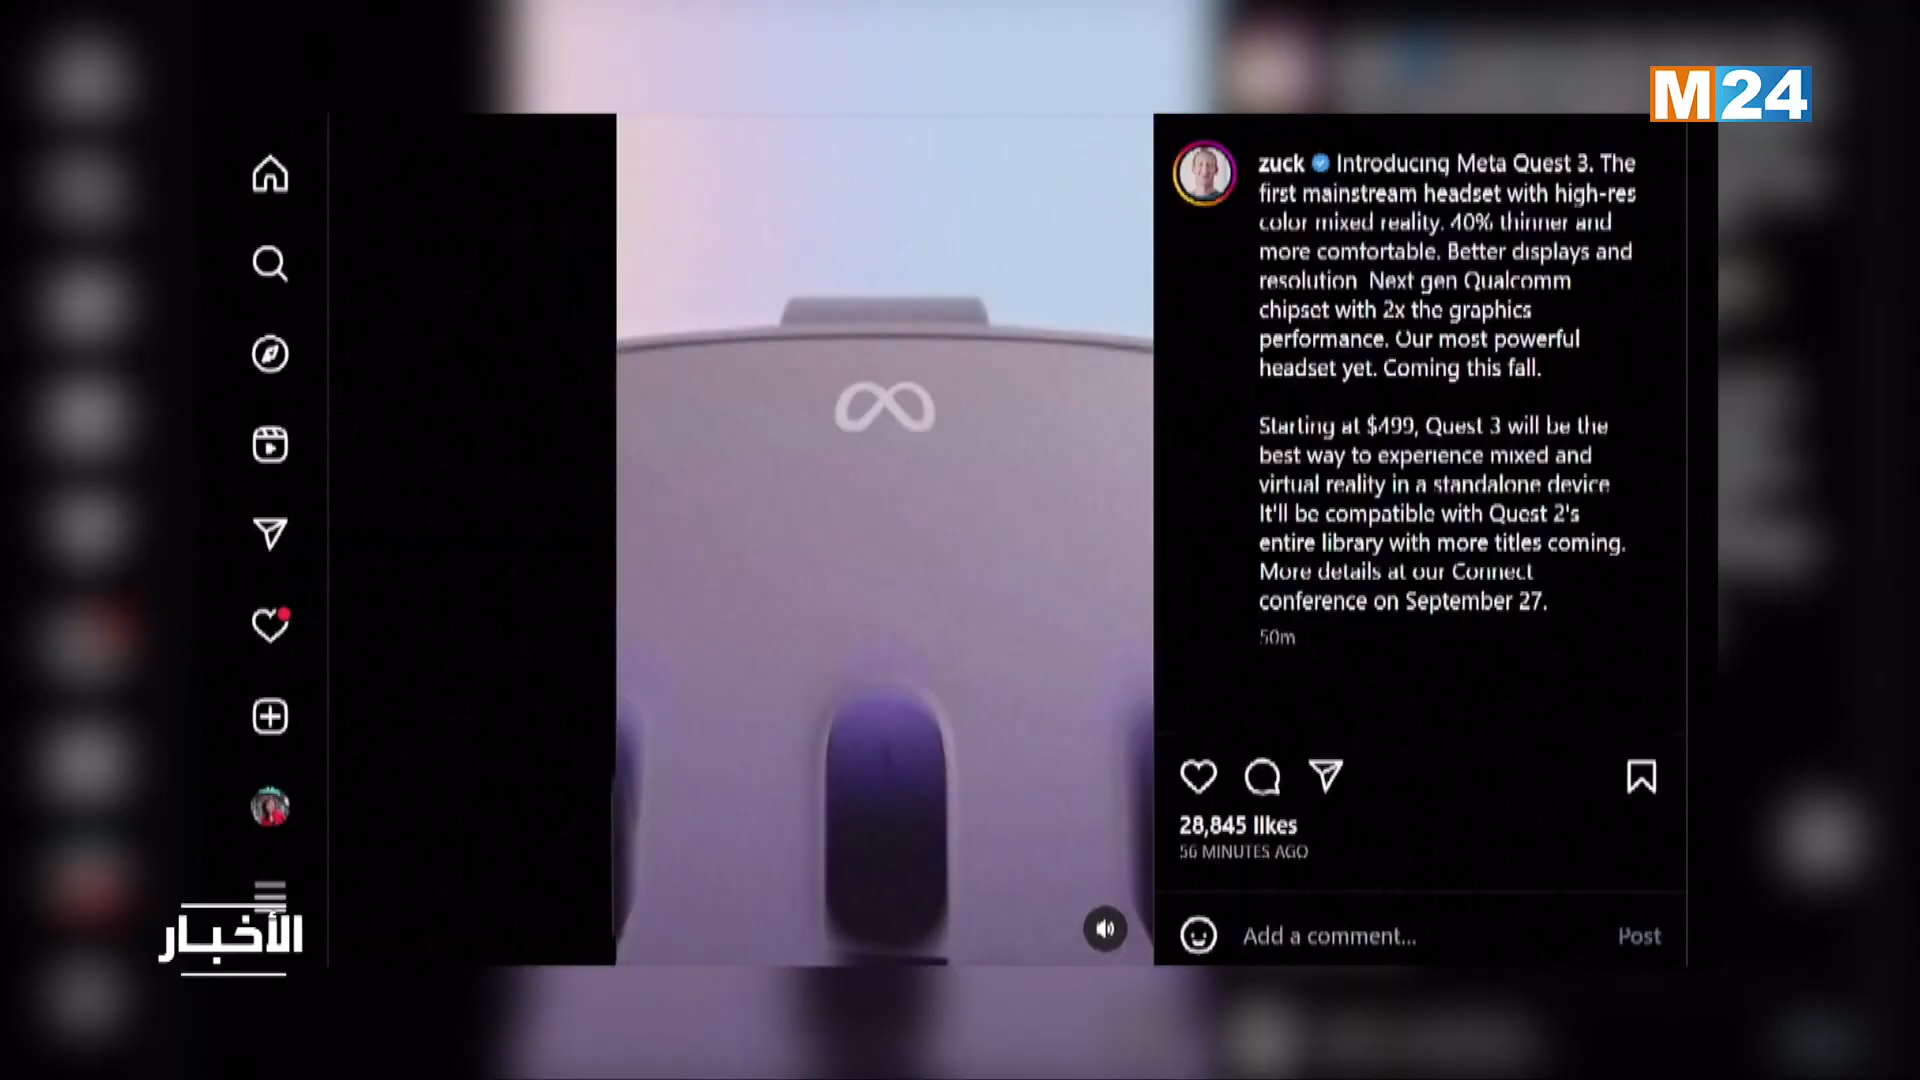 M24
zuck Introducing Meta Quest 3. The
first mainstream headset with high-res
color mixed reality. 40% thinner and
more comfortable. Better displays and
resolution. Next gen Qualcomm
chipset with 2x the graphics
performance. Our most powerful
headset yet. Coming this fall.
Starting at $499, Quest 3 will be the
best way to experience mixed and
virtual reality in a standalone device
It'll be compatible with Quest 2's
entire library with more titles coming.
More details at our Connect
conference on September 27.
50m
28,845 likes
56 MINUTES AGO
Add a comment... Post
الأخبار